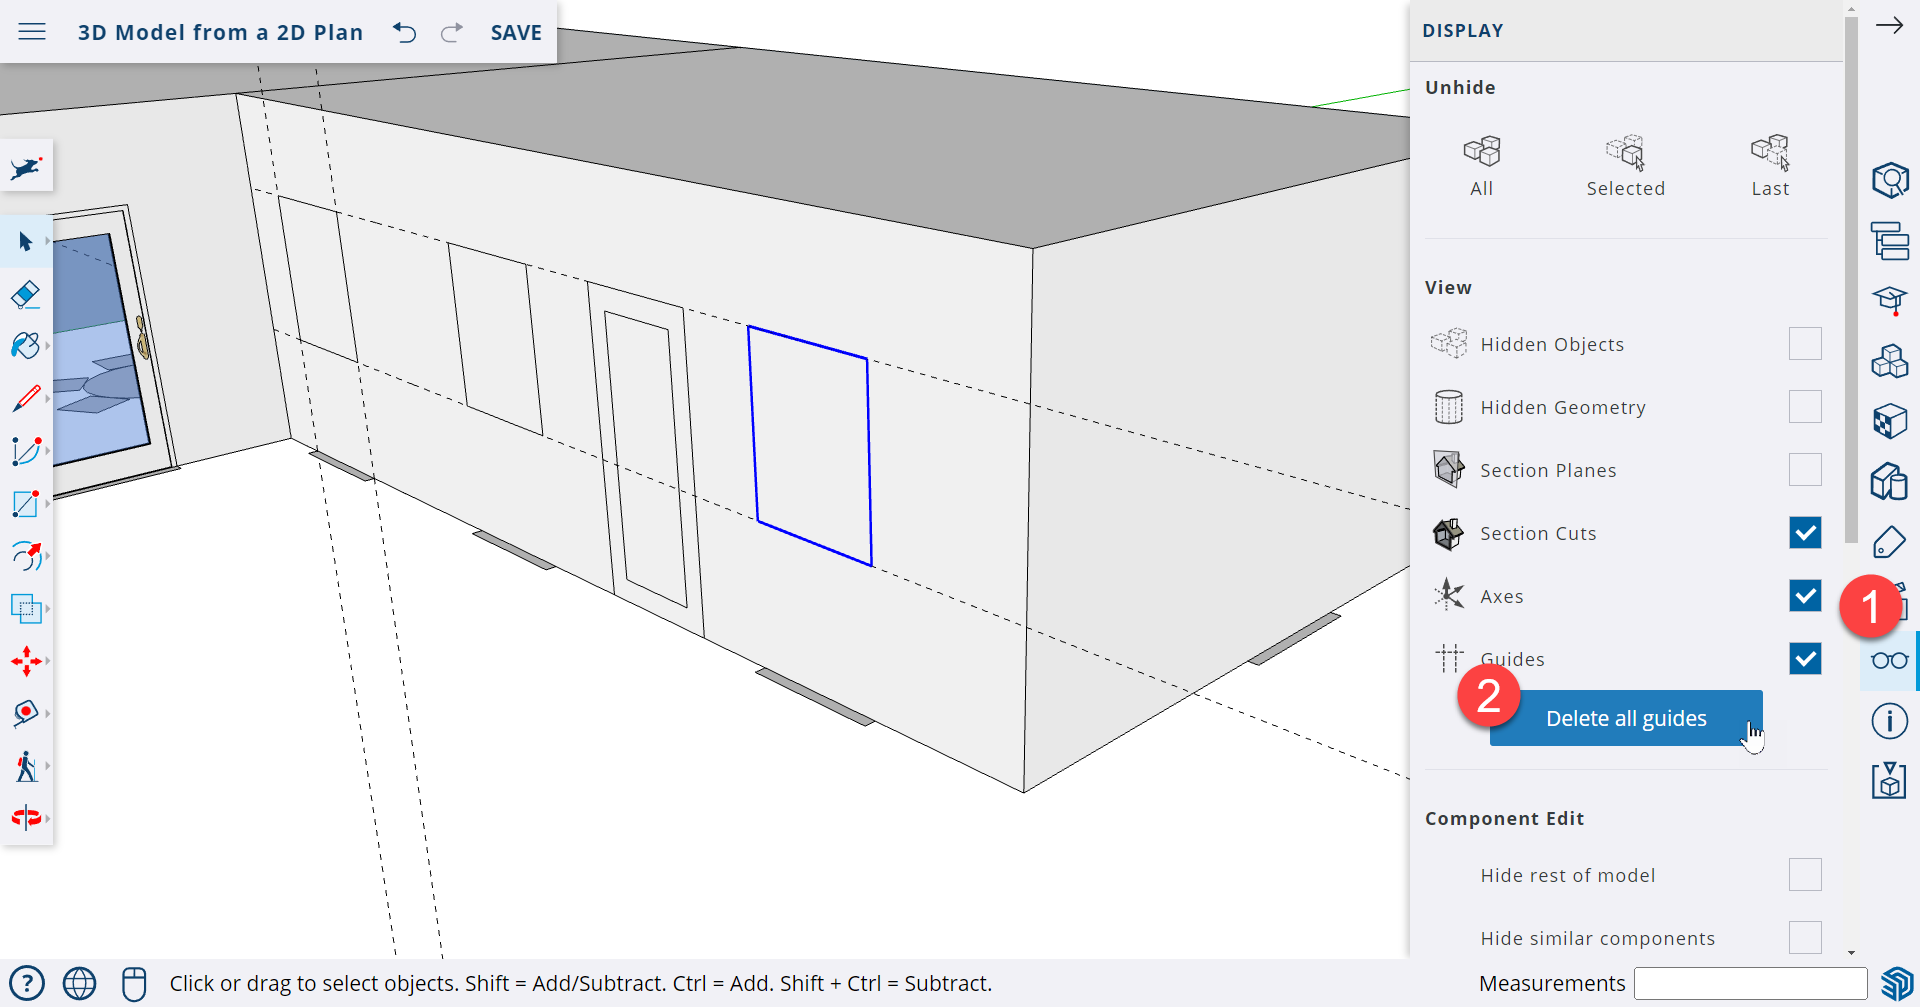 3D Model from a 2D Plan
SAVE
DISPLAY
Unhide
All
Selected
Last
View
Hidden Objects
Hidden Geometry
Section Planes
Section Cuts
Axes
1
Guides
2
Delete all guides
Component Edit
Hide rest of model
Hide similar components
?
Click or drag to select objects. Shift = Add/Subtract. Ctrl = Add. Shift + Ctrl = Subtract.
Measurements